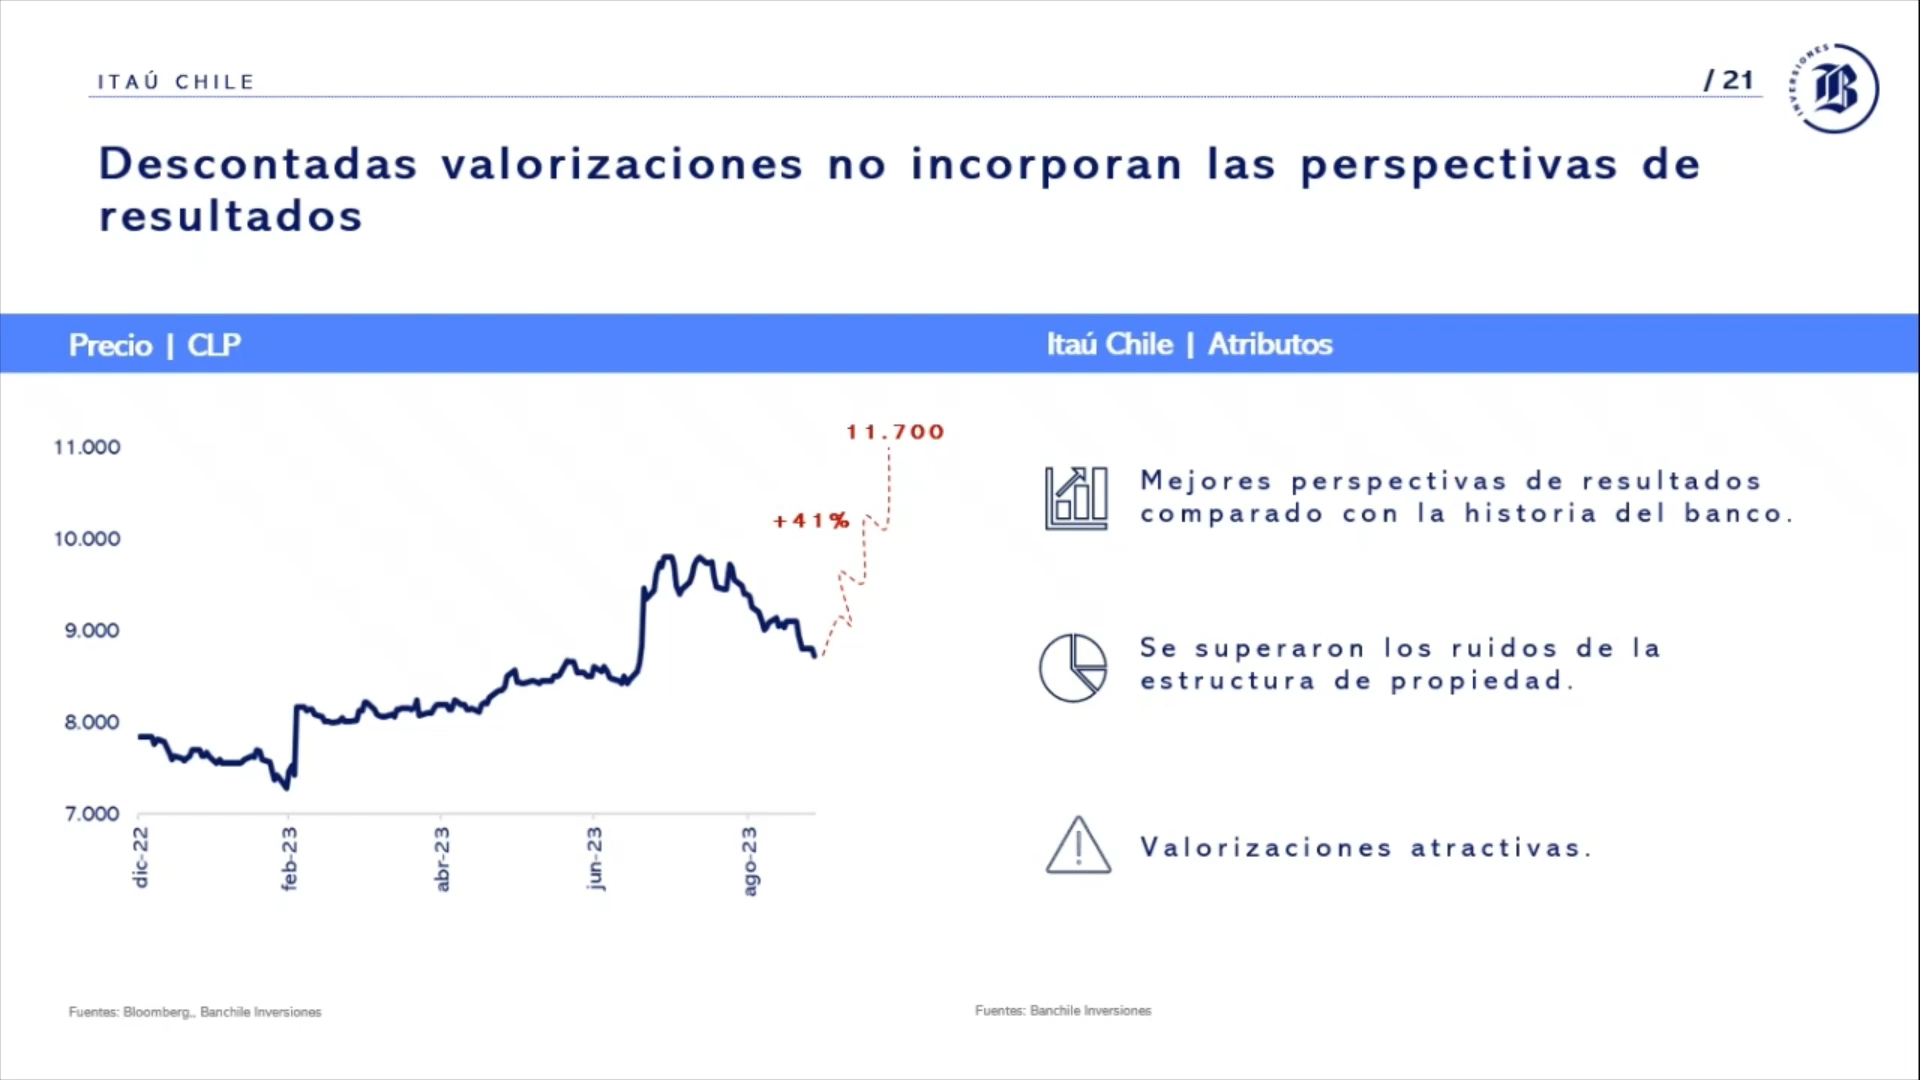 ITAÚ CHILE
/ 21
INVERSIONES
B
Descontadas valorizaciones no incorporan las perspectivas de
resultados
Precio | CLP
Itaú Chile | Atributos
11.700
11.000
+41%
10.000
9.000
8.000
7.000
dic-22
feb-23
abr-23
jun-23
ago-23
Mejores perspectivas de resultados
comparado con la historia del banco.
Se superaron los ruidos de la
estructura de propiedad.
Valorizaciones atractivas.
Fuentes: Bloomberg., Banchile Inversiones
Fuentes: Banchile Inversiones